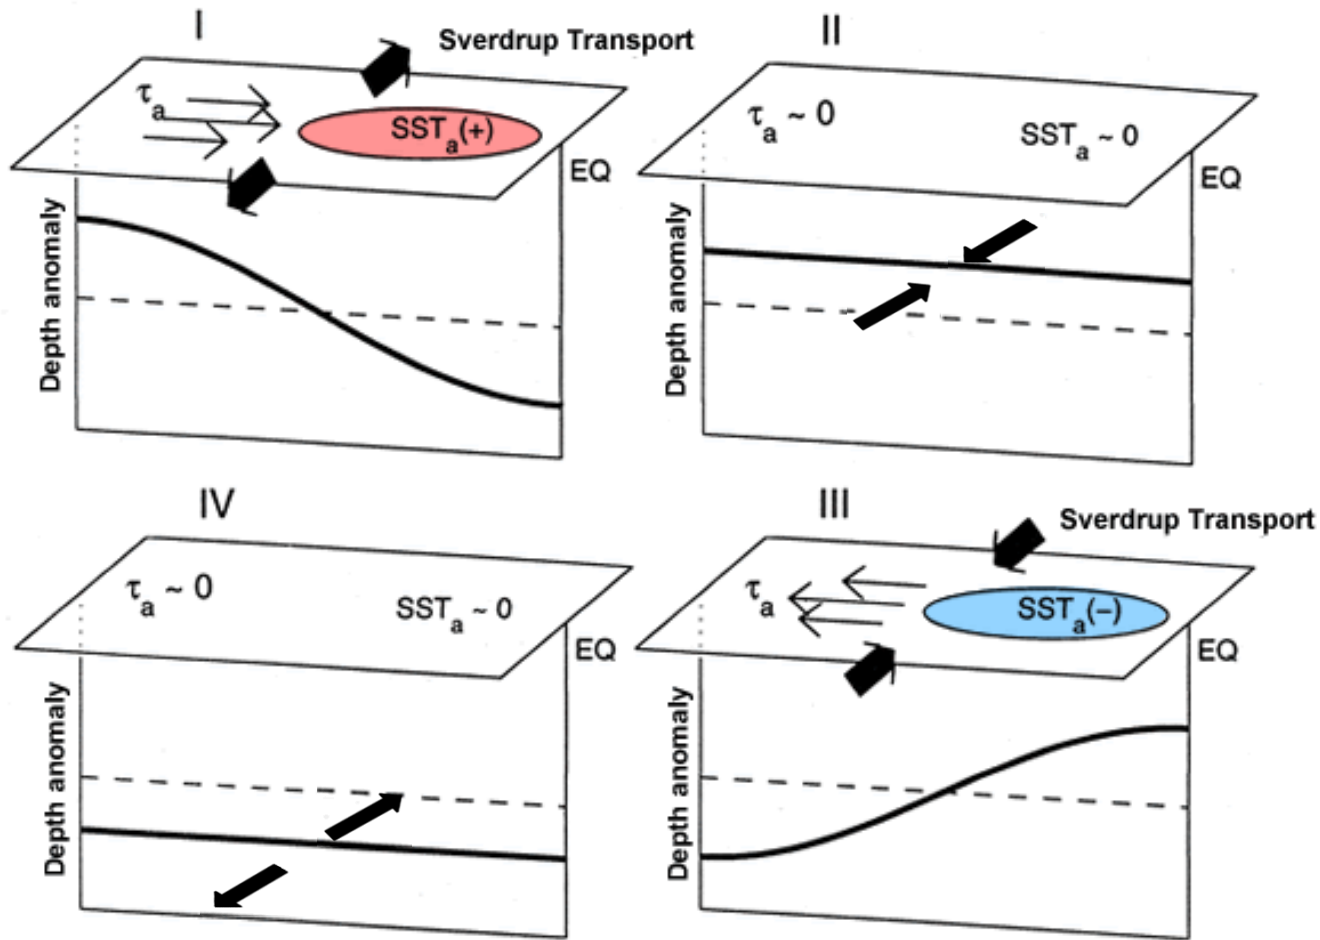 I
Sverdrup Transport
τa
SSTa(+)
EQ
Depth anomaly
II
τa ~ 0
SSTa ~ 0
EQ
Depth anomaly
IV
τa ~ 0
SSTa ~ 0
EQ
Depth anomaly
III
Sverdrup Transport
τa
SSTa(−)
EQ
Depth anomaly